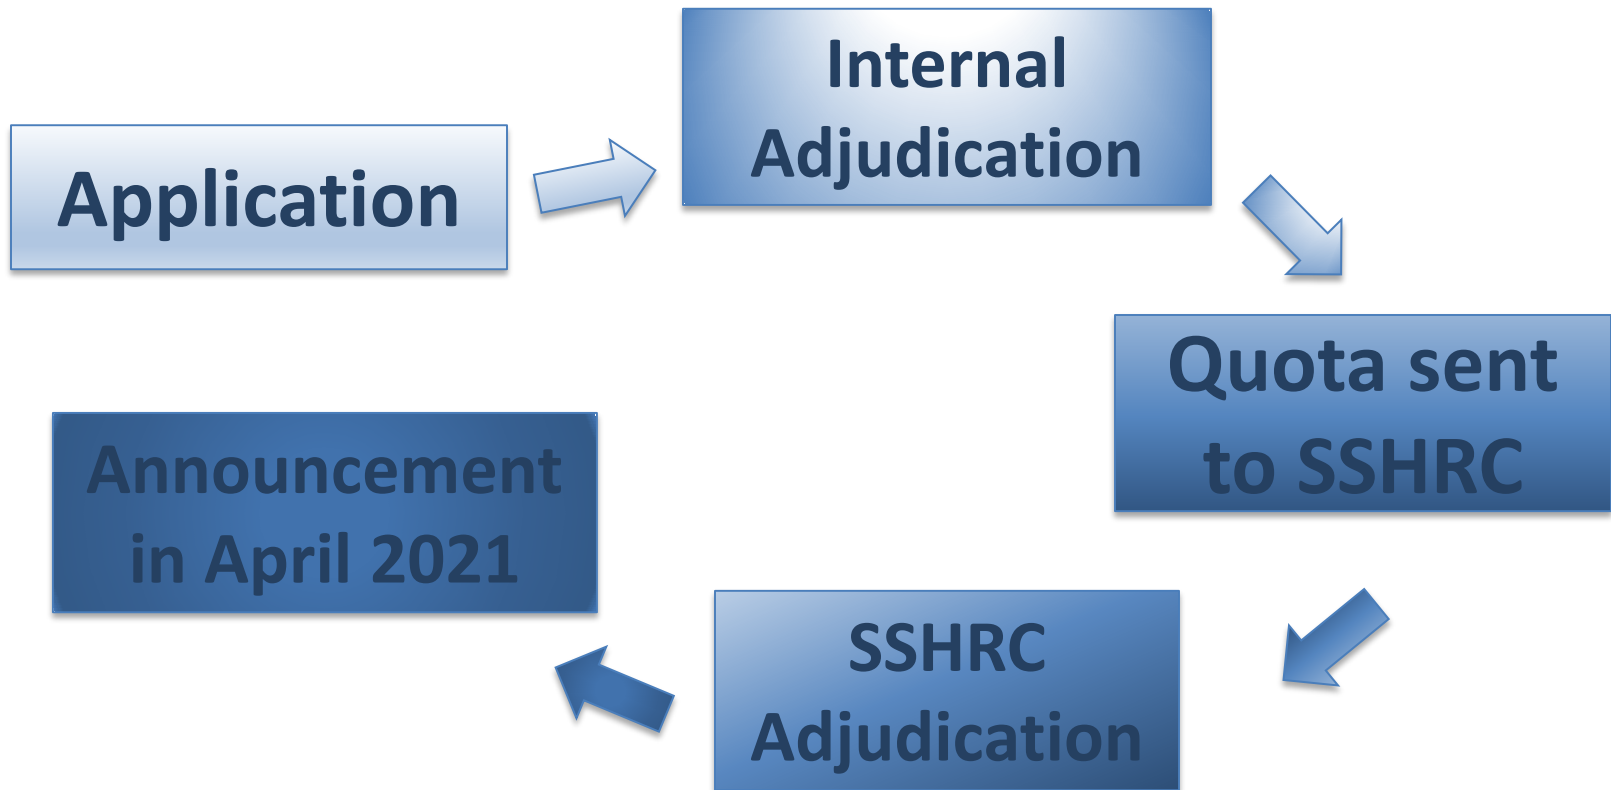 Application
Internal
Adjudication
Quota sent
to SSHRC
SSHRC
Adjudication
Announcement
in April 2021